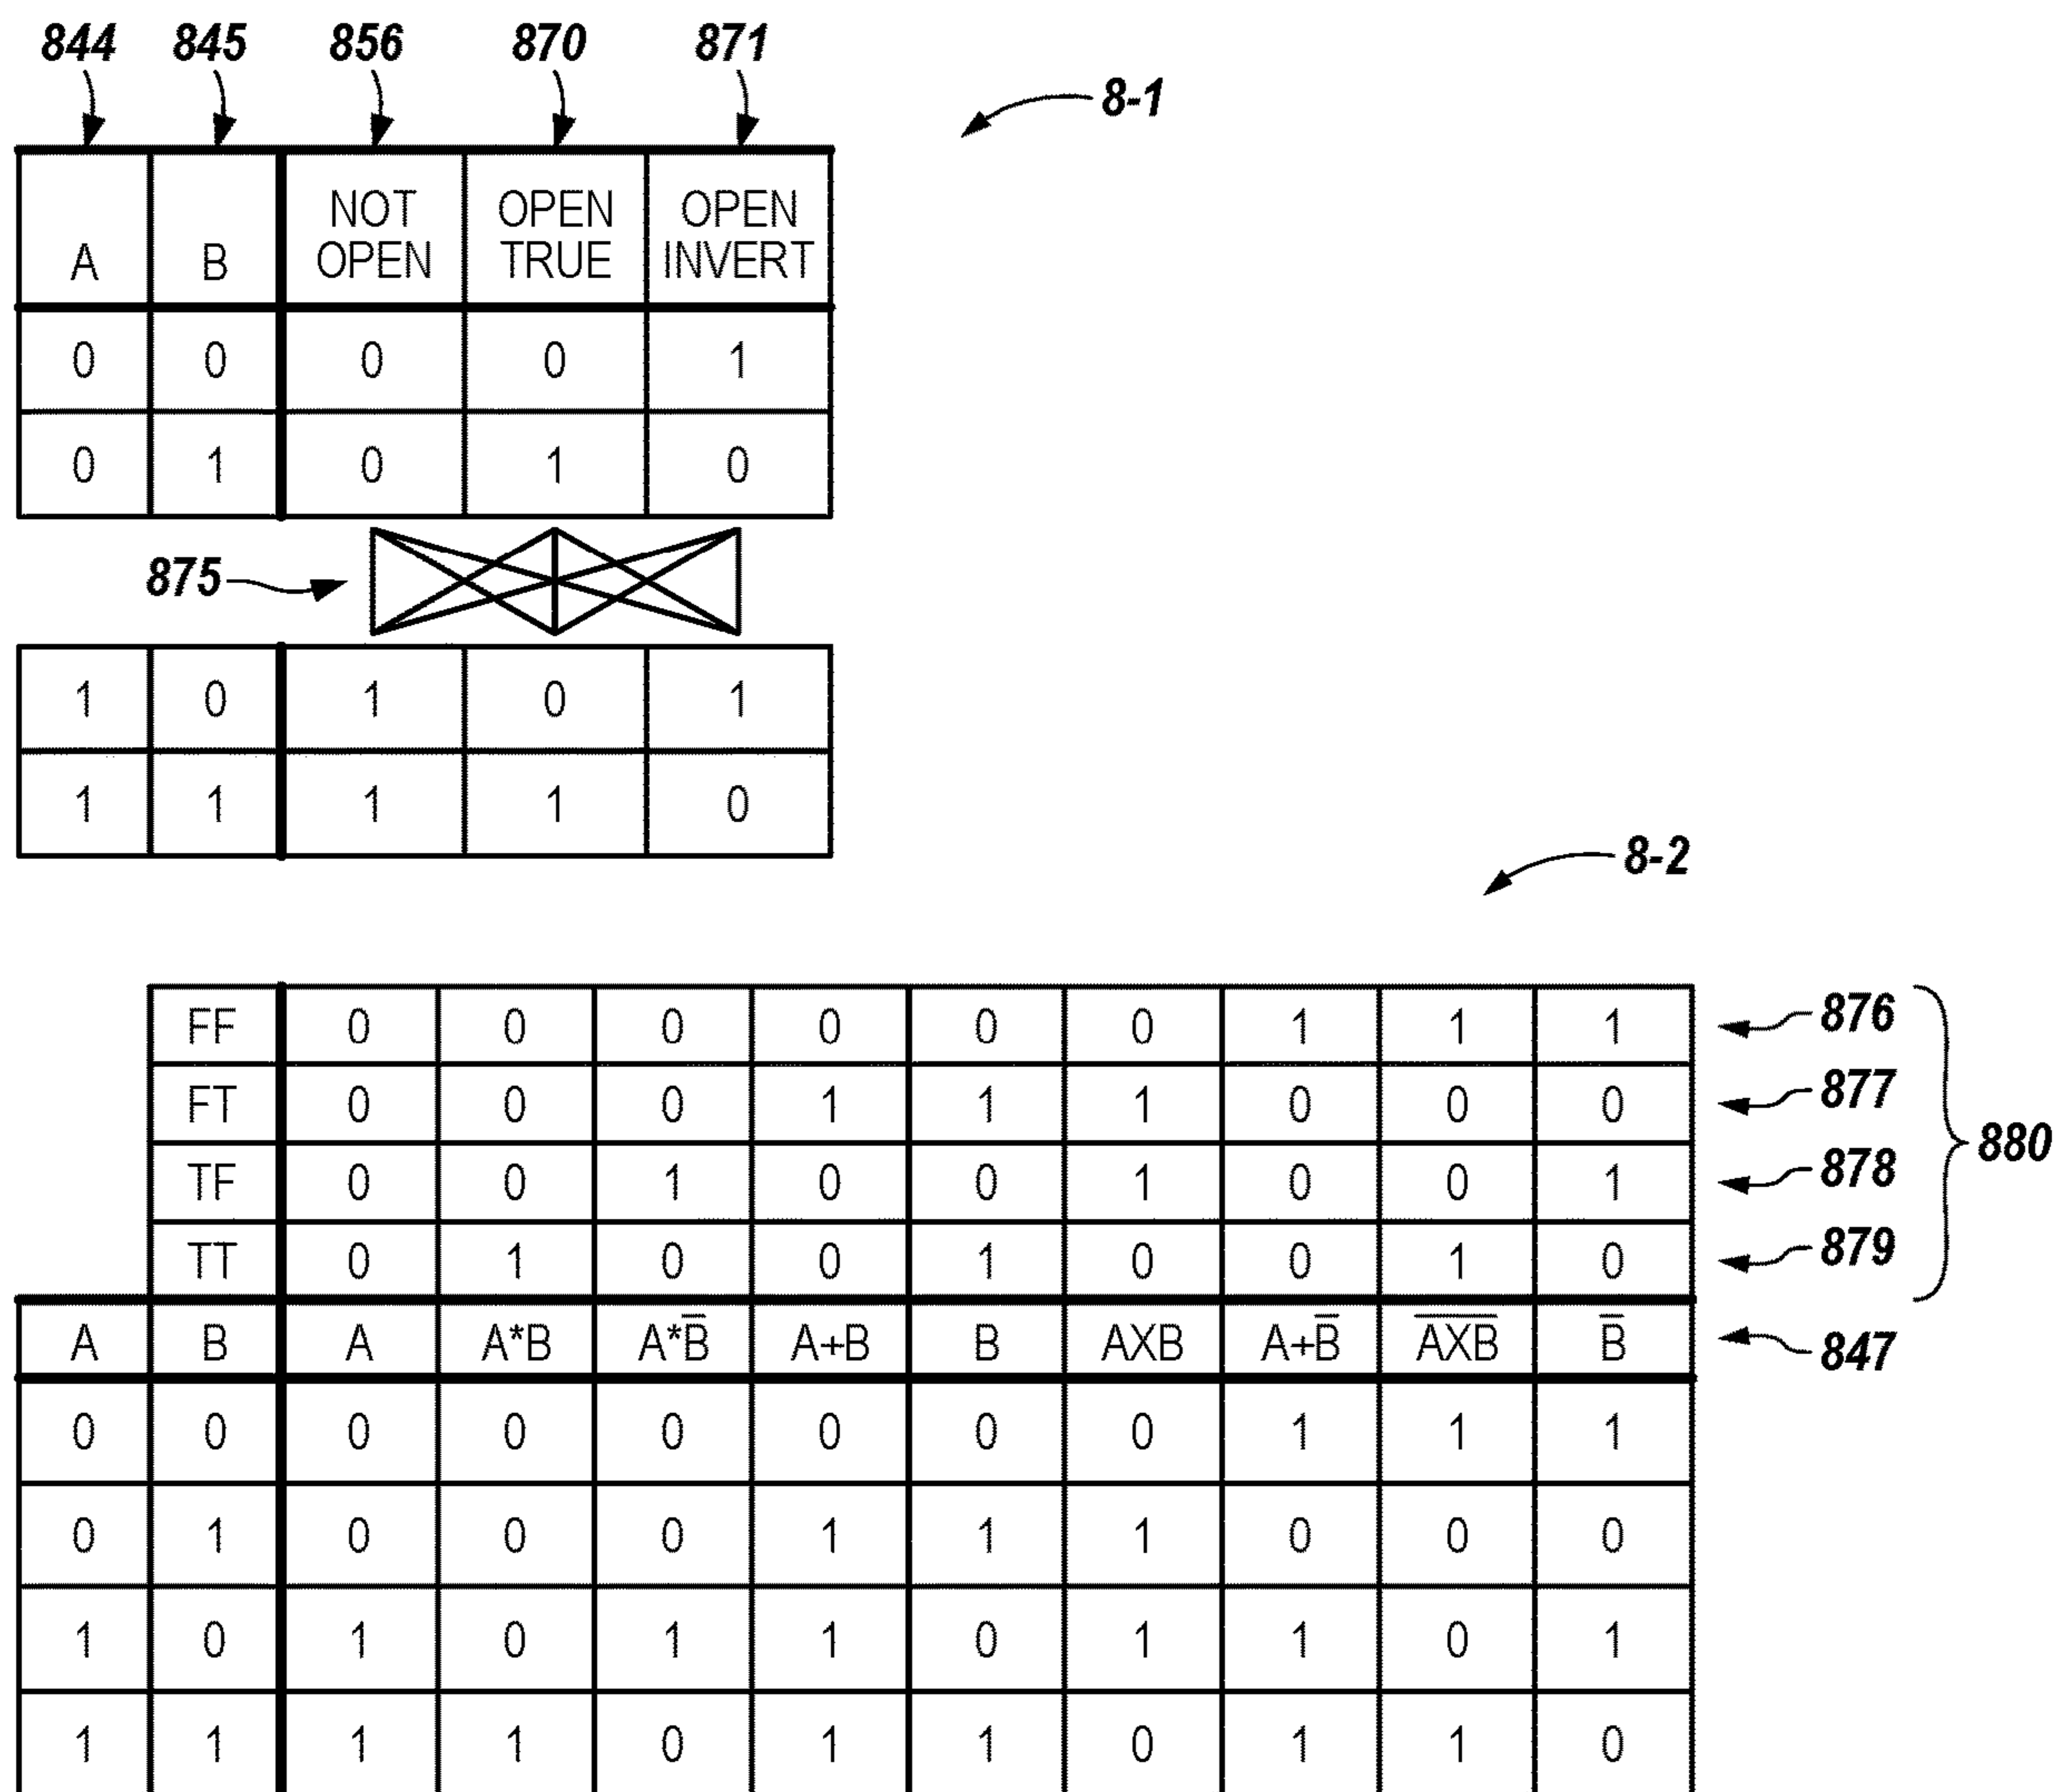 844 845 856 870 871
8-1
A B NOT OPEN OPEN TRUE OPEN INVERT
0 0 0 0 1
0 1 0 1 0
875
1 0 1 0 1
1 1 1 1 0
8-2
FF 0 0 0 0 0 0 1 1 1 876
FT 0 0 0 1 1 1 0 0 0 877
880
TF 0 0 1 0 0 1 0 0 1 878
TT 0 1 0 0 1 0 0 1 0 879
A B A A*B A*B̅ A+B B AXB A+B̅ A̅X̅B̅ B̅ 847
0 0 0 0 0 0 0 0 1 1 1
0 1 0 0 0 1 1 1 0 0 0
1 0 1 0 1 1 0 1 1 0 1
1 1 1 1 0 1 1 0 1 1 0